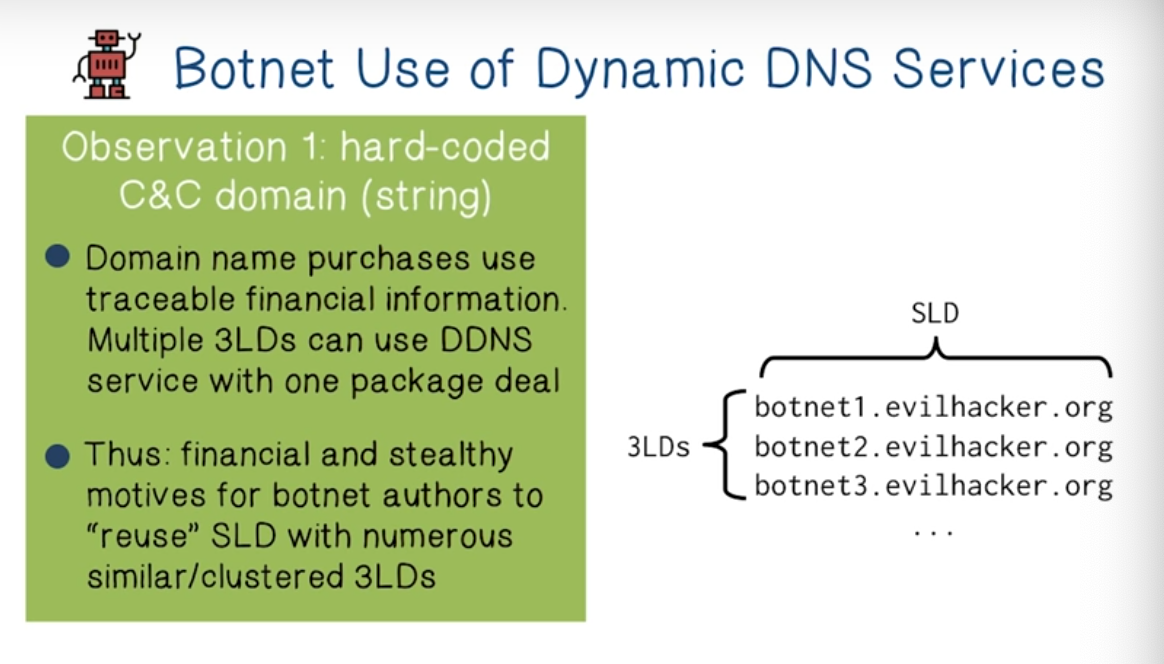 Botnet Use of Dynamic DNS Services
Observation 1: hard-coded
C&C domain (string)
Domain name purchases use
traceable financial information.
Multiple 3LDs can use DDNS
service with one package deal
Thus: financial and stealthy
motives for botnet authors to
“reuse” SLD with numerous
similar/clustered 3LDs
SLD
3LDs
botnet1.evilhacker.org
botnet2.evilhacker.org
botnet3.evilhacker.org
...